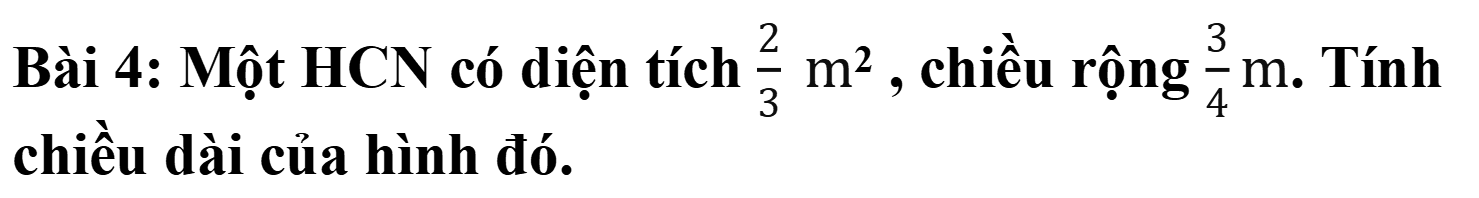 Bài 4: Một HCN có diện tích 2/3 m², chiều rộng 3/4 m. Tính
chiều dài của hình đó.